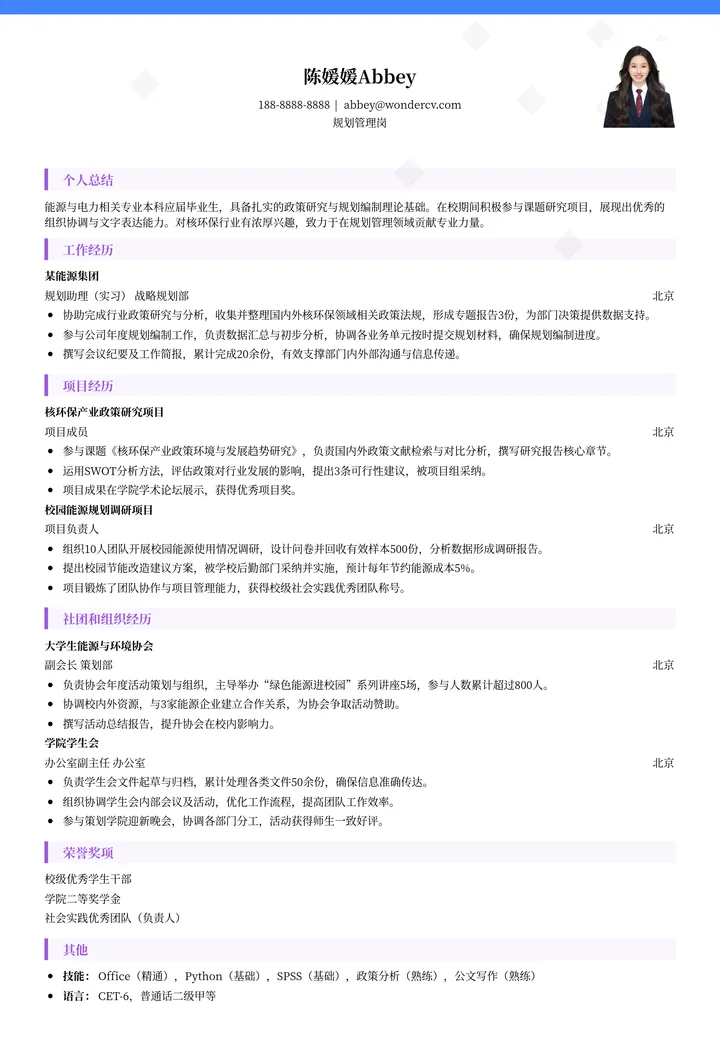 陈媛媛Abbey
188-8888-8888 | abbey@wondercv.com
规划管理岗
个人总结
能源与电力相关专业本科应届毕业生，具备扎实的政策研究与规划编制理论基础。在校期间积极参与课题研究项目，展现出优秀的
组织协调与文字表达能力。对核环保行业有浓厚兴趣，致力于在规划管理领域贡献专业力量。
工作经历
某能源集团
规划助理（实习） 战略规划部 北京
• 协助完成行业政策研究与分析，收集并整理国内外核环保领域相关政策法规，形成专题报告3份，为部门决策提供数据支持。
• 参与公司年度规划编制工作，负责数据汇总与初步分析，协调各业务单元按时提交规划材料，确保规划编制进度。
• 撰写会议纪要及工作简报，累计完成20余份，有效支撑部门内外部沟通与信息传递。
项目经历
核环保产业政策研究项目
项目成员 北京
• 参与课题《核环保产业政策环境与发展趋势研究》，负责国内外政策文献检索与对比分析，撰写研究报告核心章节。
• 运用SWOT分析方法，评估政策对行业发展的影响，提出3条可行性建议，被项目组采纳。
• 项目成果在学院学术论坛展示，获得优秀项目奖。
校园能源规划调研项目
项目负责人 北京
• 组织10人团队开展校园能源使用情况调研，设计问卷并回收有效样本500份，分析数据形成调研报告。
• 提出校园节能改造建议方案，被学校后勤部门采纳并实施，预计每年节约能源成本5%。
• 项目锻炼了团队协作与项目管理能力，获得校级社会实践优秀团队称号。
社团和组织经历
大学生能源与环境协会
副会长 策划部 北京
• 负责协会年度活动策划与组织，主导举办“绿色能源进校园”系列讲座5场，参与人数累计超过800人。
• 协调校内外资源，与3家能源企业建立合作关系，为协会争取活动赞助。
• 撰写活动总结报告，提升协会在校内影响力。
学院学生会
办公室副主任 办公室 北京
• 负责学生会文件起草与归档，累计处理各类文件50余份，确保信息准确传达。
• 组织协调学生会内部会议及活动，优化工作流程，提高团队工作效率。
• 参与策划学院迎新晚会，协调各部门分工，活动获得师生一致好评。
荣誉奖项
校级优秀学生干部
学院二等奖学金
社会实践优秀团队（负责人）
其他
• 技能： Office（精通）, Python（基础）, SPSS（基础）, 政策分析（熟练）, 公文写作（熟练）
• 语言： CET-6，普通话二级甲等